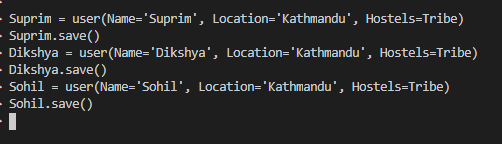 Suprim = user(Name='Suprim', Location='Kathmandu', Hostels=Tribe)
Suprim.save()
Dikshya = user(Name='Dikshya', Location='Kathmandu', Hostels=Tribe)
Dikshya.save()
Sohil = user(Name='Sohil', Location='Kathmandu', Hostels=Tribe)
Sohil.save()